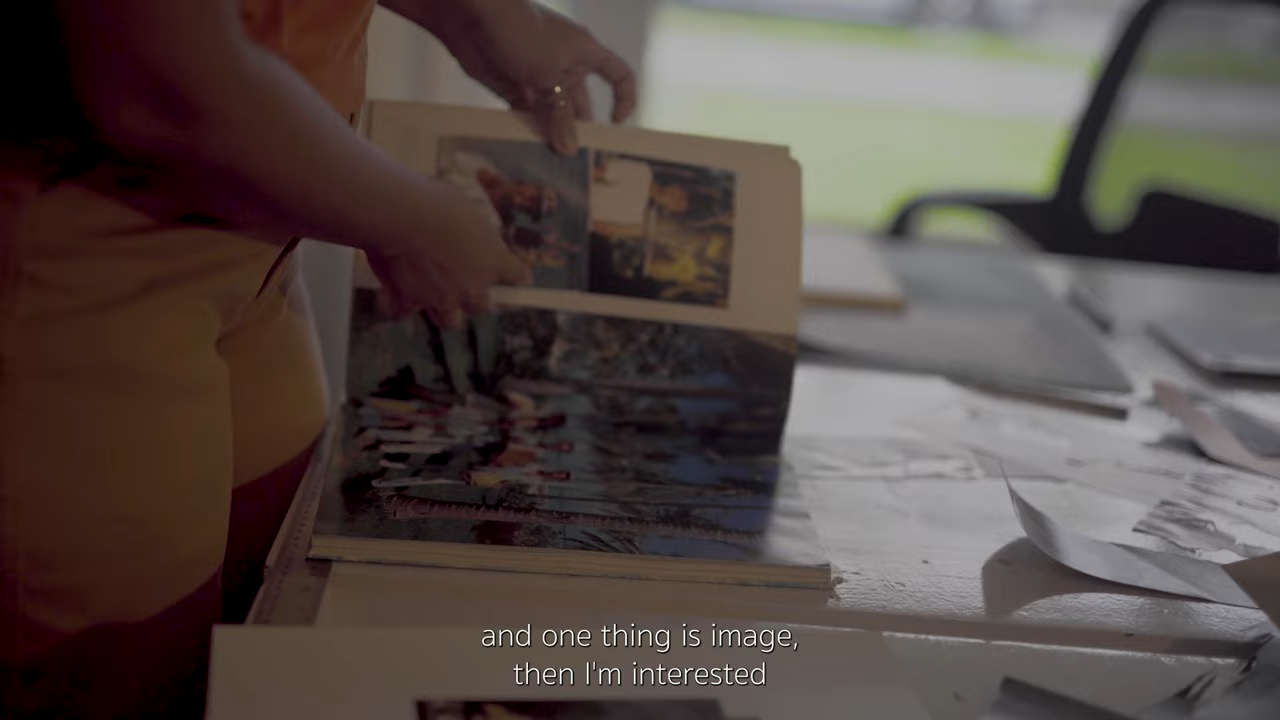 and one thing is image,
then I'm interested